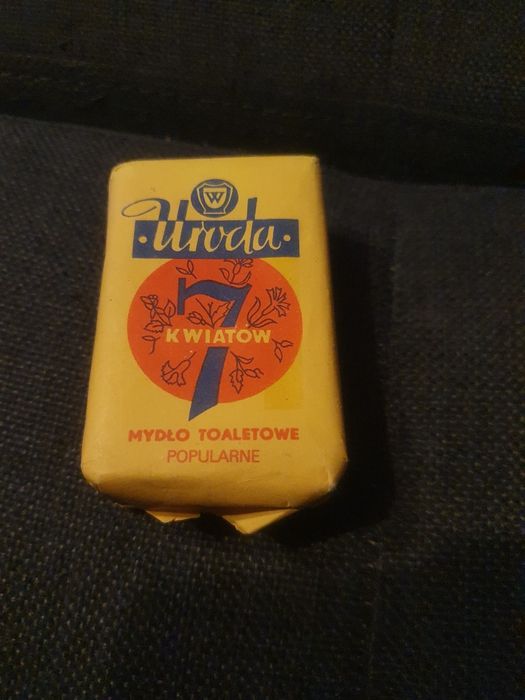 W
Uroda
7
KWIATÓW
MYDŁO TOALETOWE
POPULARNE